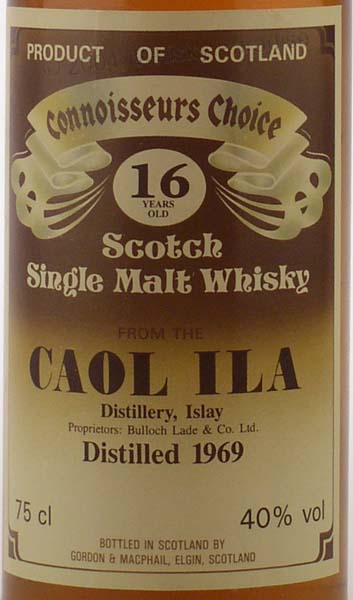 PRODUCT OF SCOTLAND
Connoisseurs Choice
16
YEARS
OLD
Scotch
Single Malt Whisky
FROM THE
CAOL ILA
Distillery, Islay
Proprietors: Bulloch Lade & Co. Ltd.
Distilled 1969
75 cl 40% vol
BOTTLED IN SCOTLAND BY
GORDON & MACPHAIL, ELGIN, SCOTLAND